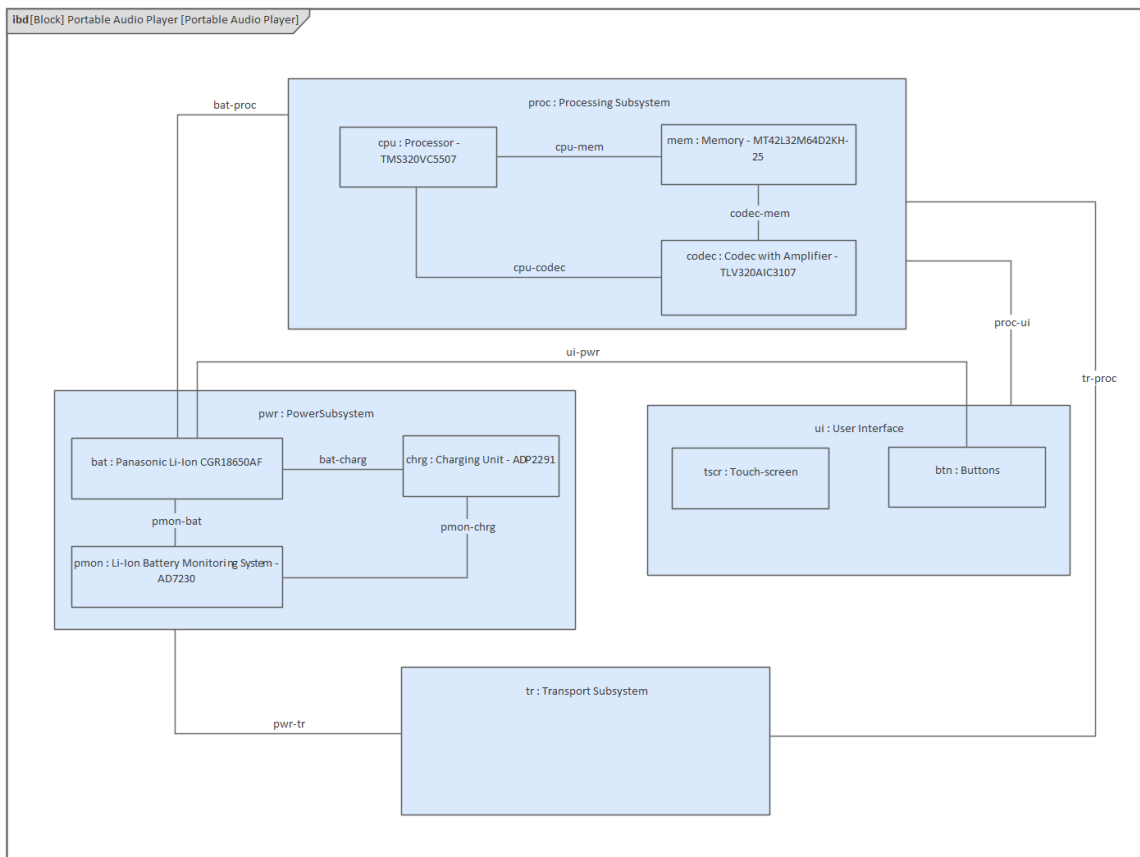 ibd [Block] Portable Audio Player [Portable Audio Player]
bat-proc
proc : Processing Subsystem
cpu : Processor -
TMS320VC5507
cpu-mem
mem : Memory - MT42L32M64D2KH-
25
codec-mem
codec : Codec with Amplifier -
TLV320AIC3107
cpu-codec
proc-ui
ui-pwr
tr-proc
pwr : PowerSubsystem
bat : Panasonic Li-Ion CGR18650AF
bat-charg
chrg : Charging Unit - ADP2291
pmon-bat
pmon-chrg
pmon : Li-Ion Battery Monitoring System -
AD7230
ui : User Interface
tscr : Touch-screen
btn : Buttons
tr : Transport Subsystem
pwr-tr